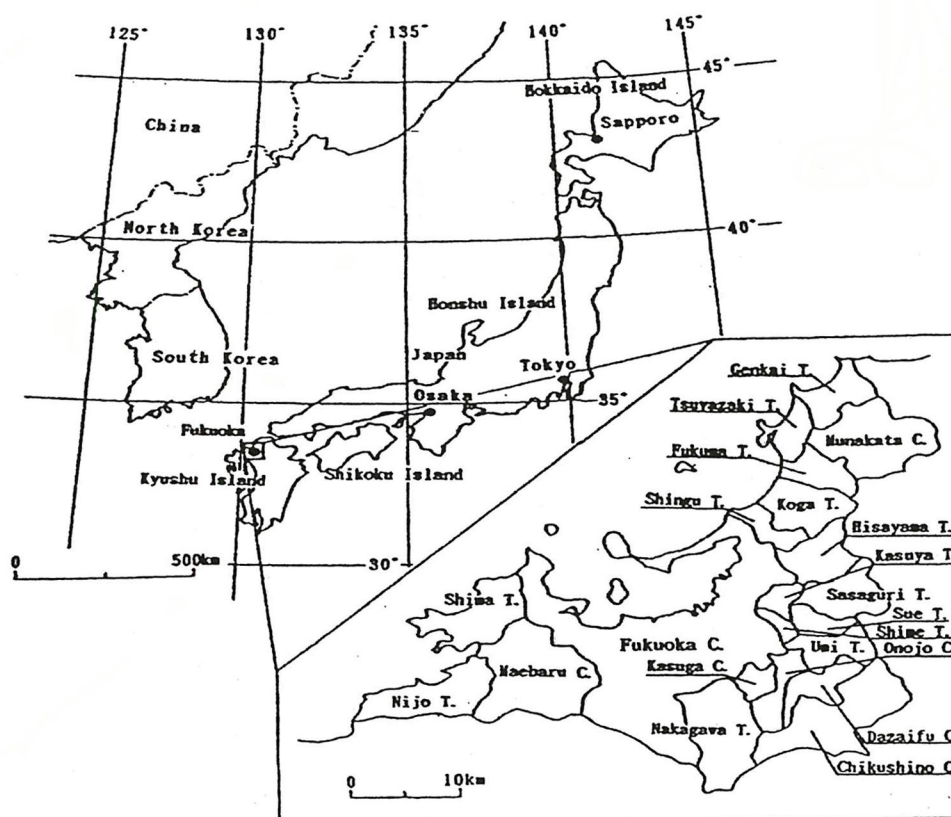 125°
130°
135°
140°
145°
45°
Hokkaido Island
Sapporo
China
40°
North Korea
Honshu Island
South Korea
Japan
Tokyo
Osaka
35°
Fukuoka
Kyushu Island
Shikoku Island
0 500km
30°
Genkai T.
Tsuyazaki T.
Munakata C.
Fukuma T.
Shingu T.
Koga T.
Hisayama T.
Kasuya T
Sasaguri T.
Shima T.
Sue T.
Shime T.
Fukuoka C.
Umi T.
Onojo C
Kasuga C.
Maebaru C.
Nijo T.
Nakagawa T.
Dazaifu C
Chikushino C
0 10km